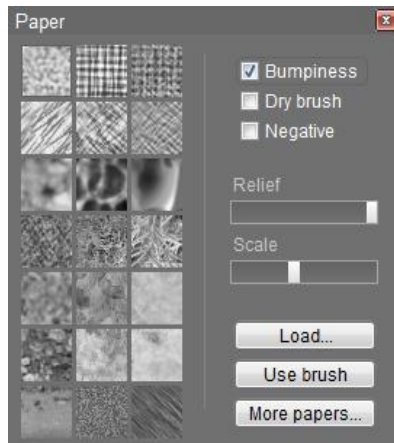 Paper
Bumpiness
Dry brush
Negative
Relief
Scale
Load...
Use brush
More papers...